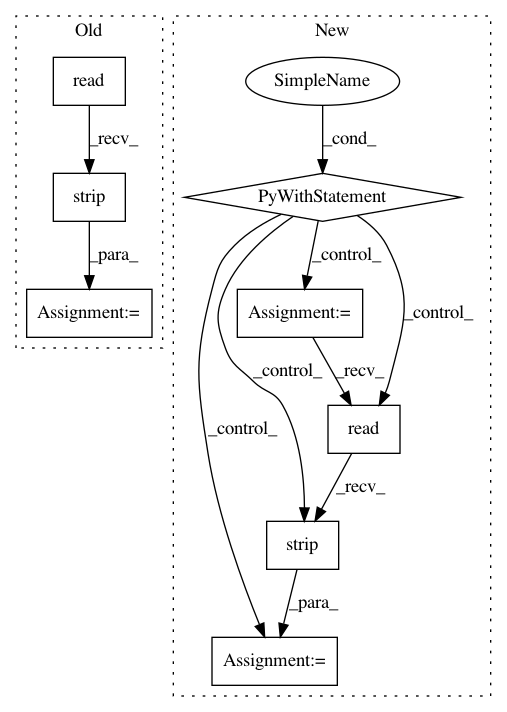 Old
New
read
SimpleName
_recv_
_cond_
strip
PyWithStatement
_para_
_control_
_control_
Assignment:=
Assignment:=
_control_
_recv_
_control_
read
_recv_
strip
_para_
Assignment:=